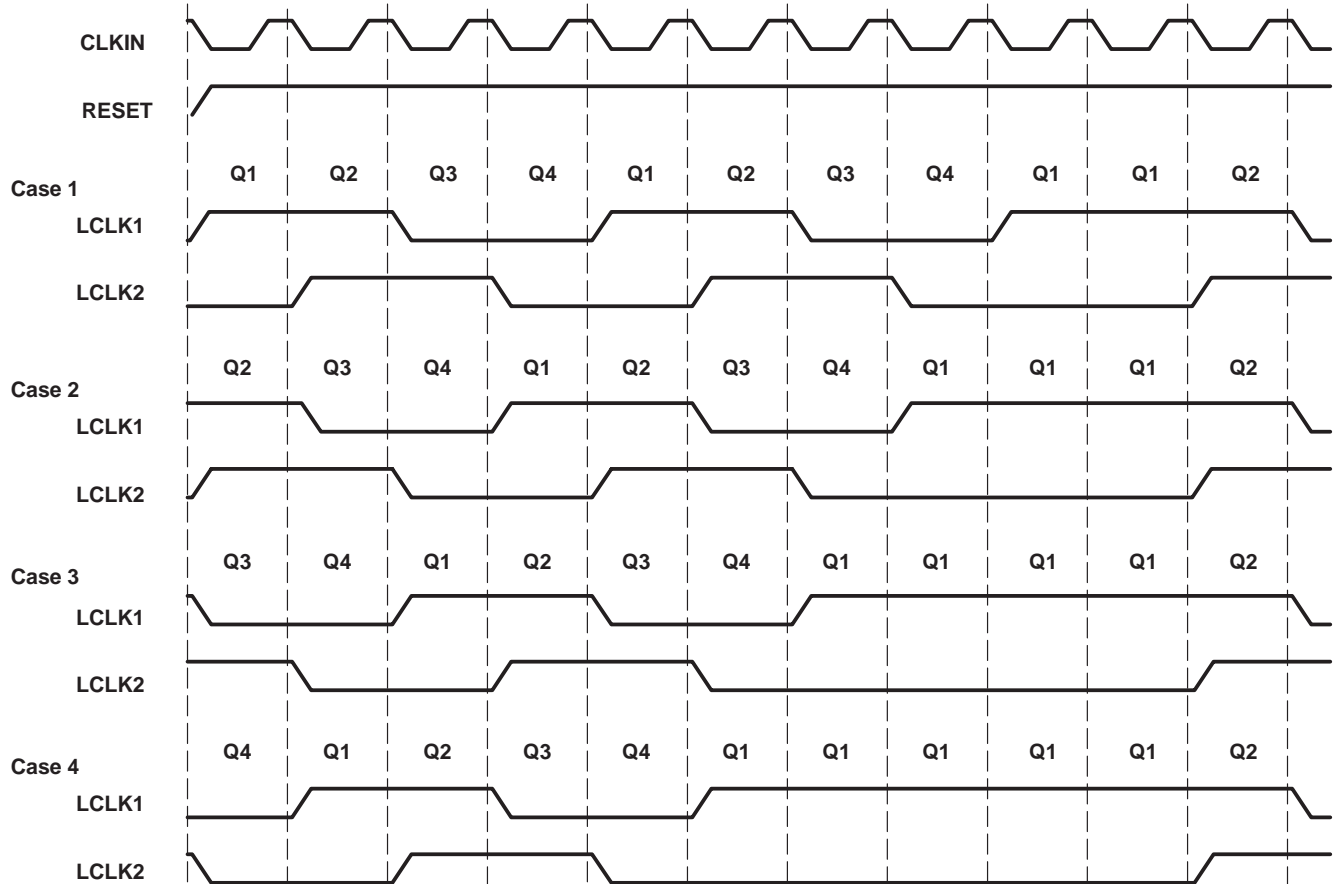 CLKIN
RESET
Q1 Q2 Q3 Q4 Q1 Q2 Q3 Q4 Q1 Q1 Q2
Case 1
LCLK1
LCLK2
Q2 Q3 Q4 Q1 Q2 Q3 Q4 Q1 Q1 Q1 Q2
Case 2
LCLK1
LCLK2
Q3 Q4 Q1 Q2 Q3 Q4 Q1 Q1 Q1 Q1 Q2
Case 3
LCLK1
LCLK2
Q4 Q1 Q2 Q3 Q4 Q1 Q1 Q1 Q1 Q1 Q2
Case 4
LCLK1
LCLK2